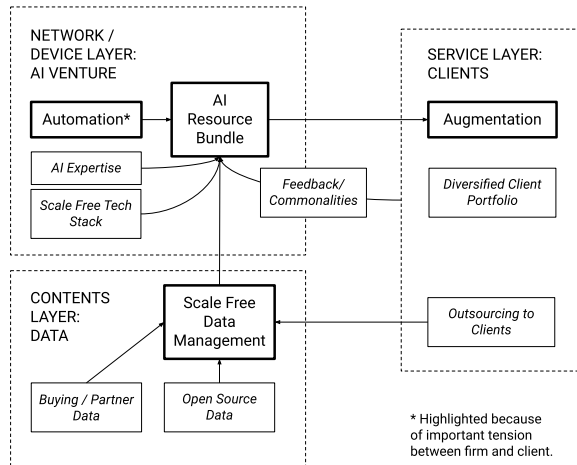 NETWORK /
DEVICE LAYER:
AI VENTURE
Automation*
AI
Resource
Bundle
AI Expertise
Scale Free Tech
Stack
Feedback/
Commonalities
SERVICE LAYER:
CLIENTS
Augmentation
Diversified Client
Portfolio
Outsourcing to
Clients
CONTENTS
LAYER:
DATA
Scale Free
Data
Management
Buying / Partner
Data
Open Source
Data
* Highlighted because
of important tension
between firm and client.